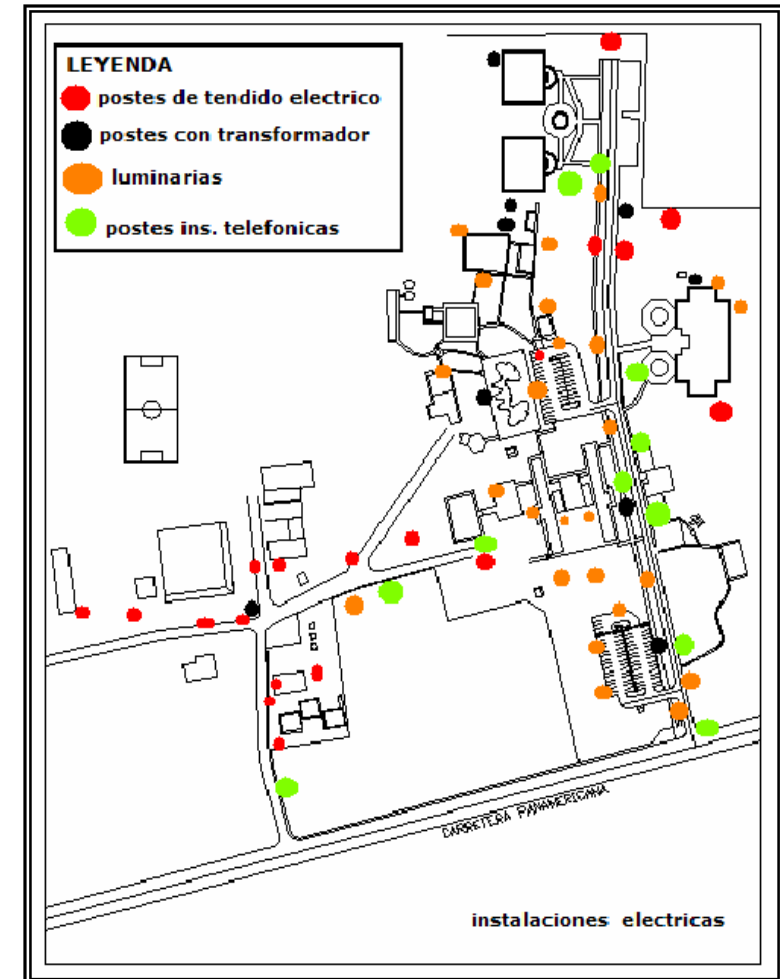 LEYENDA
postes de tendido electrico
postes con transformador
luminarias
postes ins. telefonicas
CARRETERA PANAMERICANA
instalaciones electricas